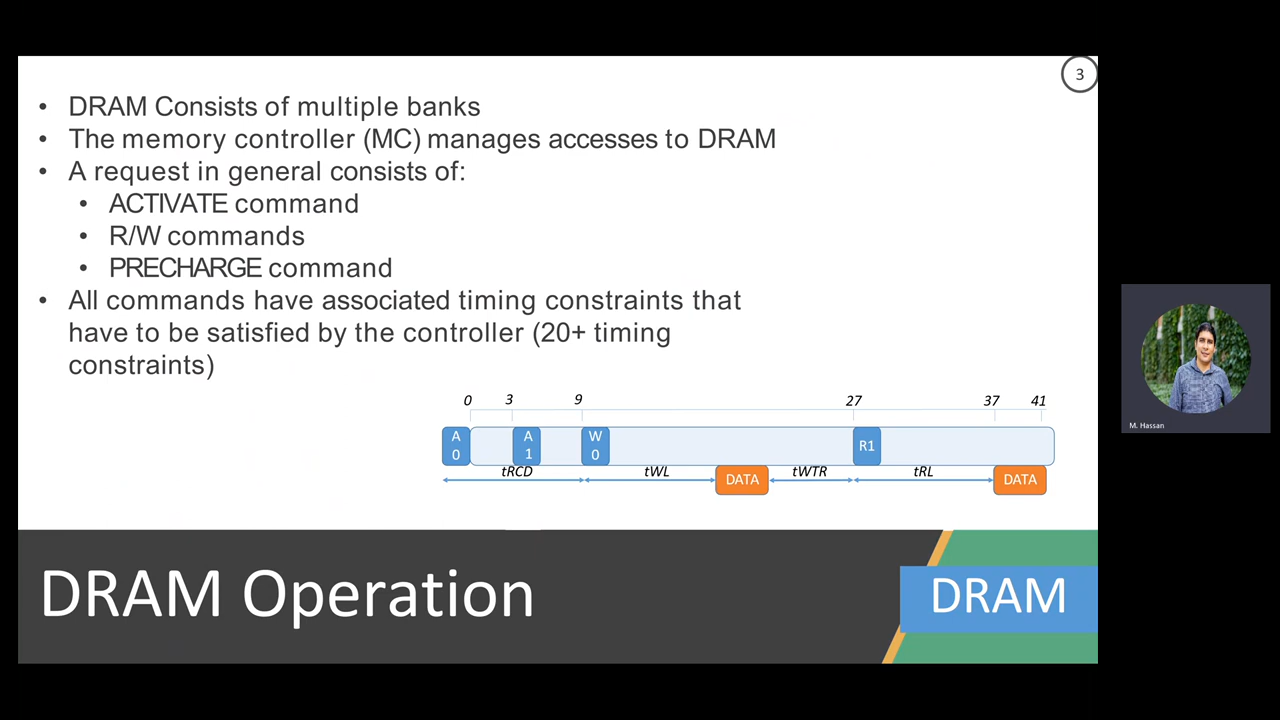 3
• DRAM Consists of multiple banks
• The memory controller (MC) manages accesses to DRAM
• A request in general consists of:
• ACTIVATE command
• R/W commands
• PRECHARGE command
• All commands have associated timing constraints that
have to be satisfied by the controller (20+ timing
constraints)
0 3 9 27 37 41
A 0 A 1 W 0 R1
tRCD tWL DATA tWTR tRL DATA
M. Hassan
DRAM Operation
DRAM